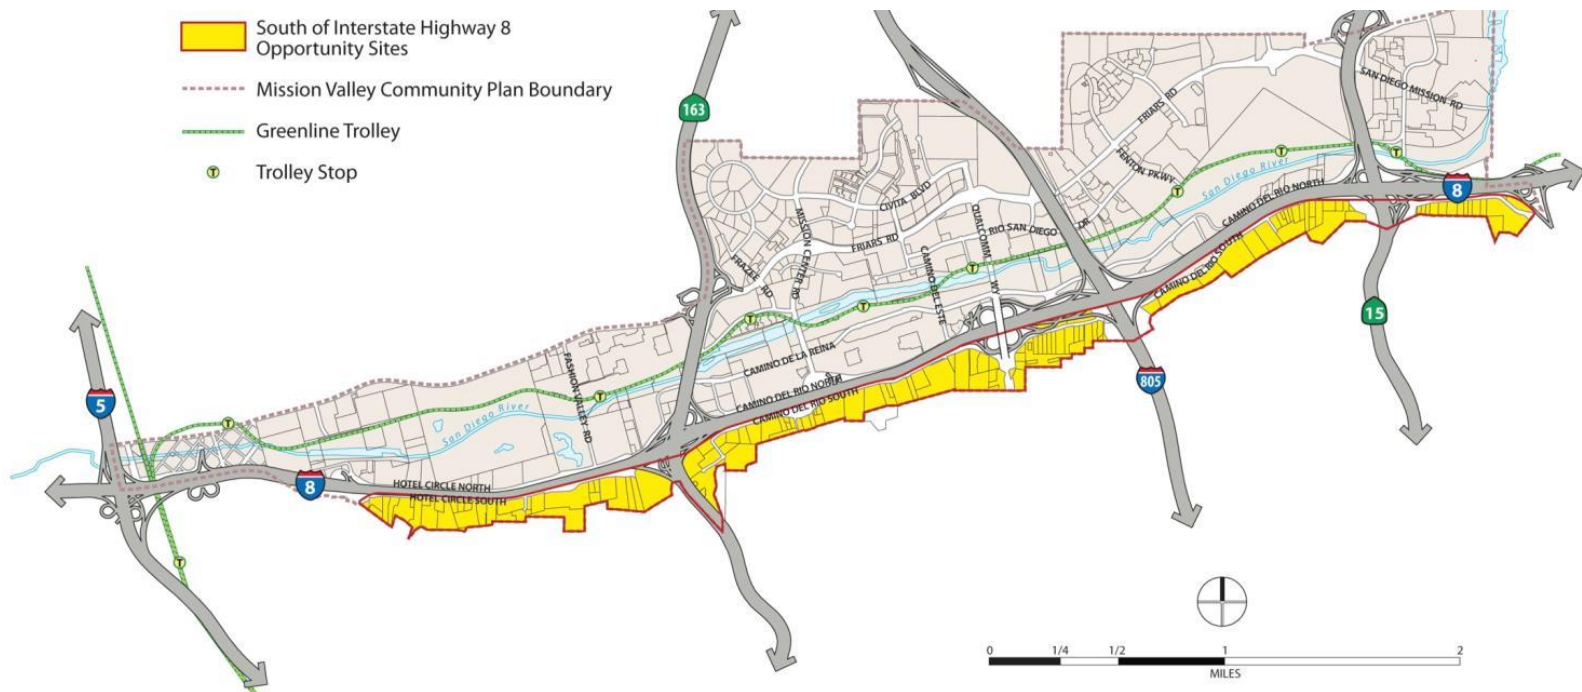 South of Interstate Highway 8
Opportunity Sites
Mission Valley Community Plan Boundary
Greenline Trolley
T
Trolley Stop
163
SAN DIEGO MISSION RD
FRIARS RD
FENTON PKWY
T
T
T
San Diego River
CAMINO DEL RIO NORTH
8
CIVITA BLVD
MISSION CENTER RD
QUALCOMM WY
FRIARS RD
RIO SAN DIEGO DR
FRAZEE RD
CAMINO DEL ESTE
T
T
T
CAMINO DEL RIO SOUTH
15
CAMINO DE LA REINA
FASHION VALLEY RD
CAMINO DEL RIO NORTH
CAMINO DEL RIO SOUTH
805
T
5
T
San Diego River
8
HOTEL CIRCLE NORTH
HOTEL CIRCLE SOUTH
T
0 1/4 1/2 1 2
MILES